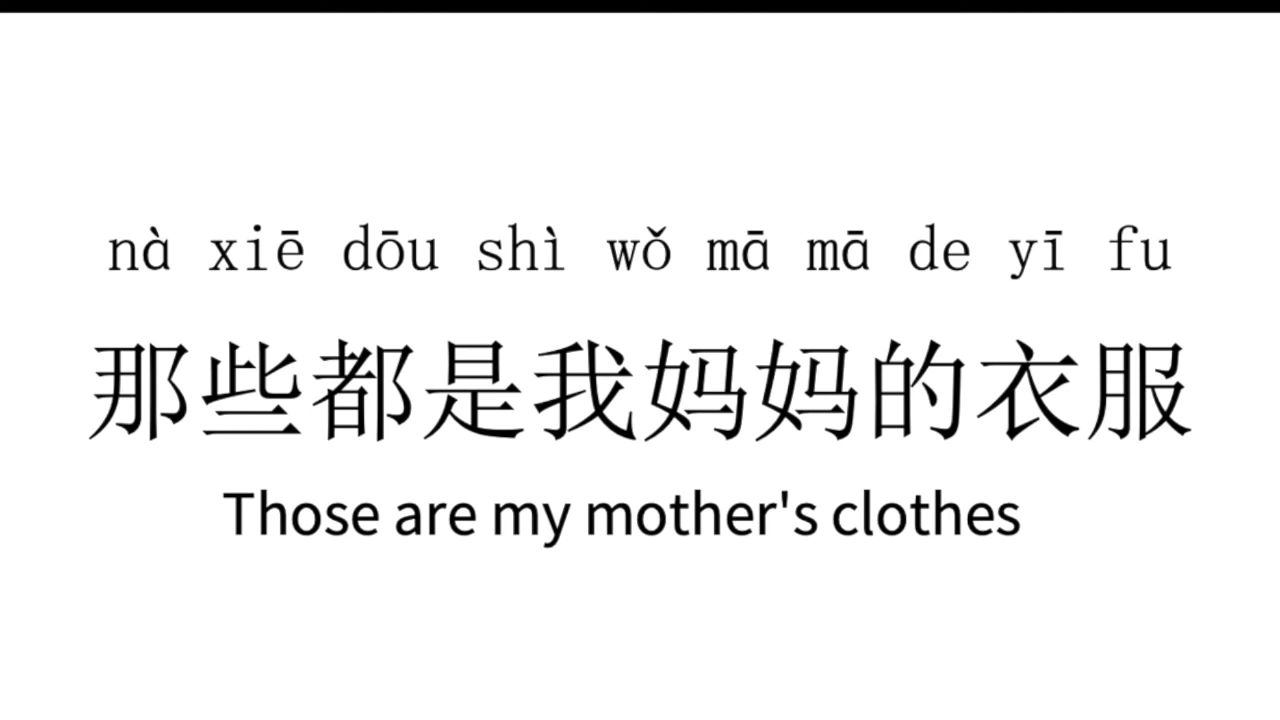 nà xiē dōu shì wǒ mā mā de yī fu
那些都是我妈妈的衣服
Those are my mother's clothes